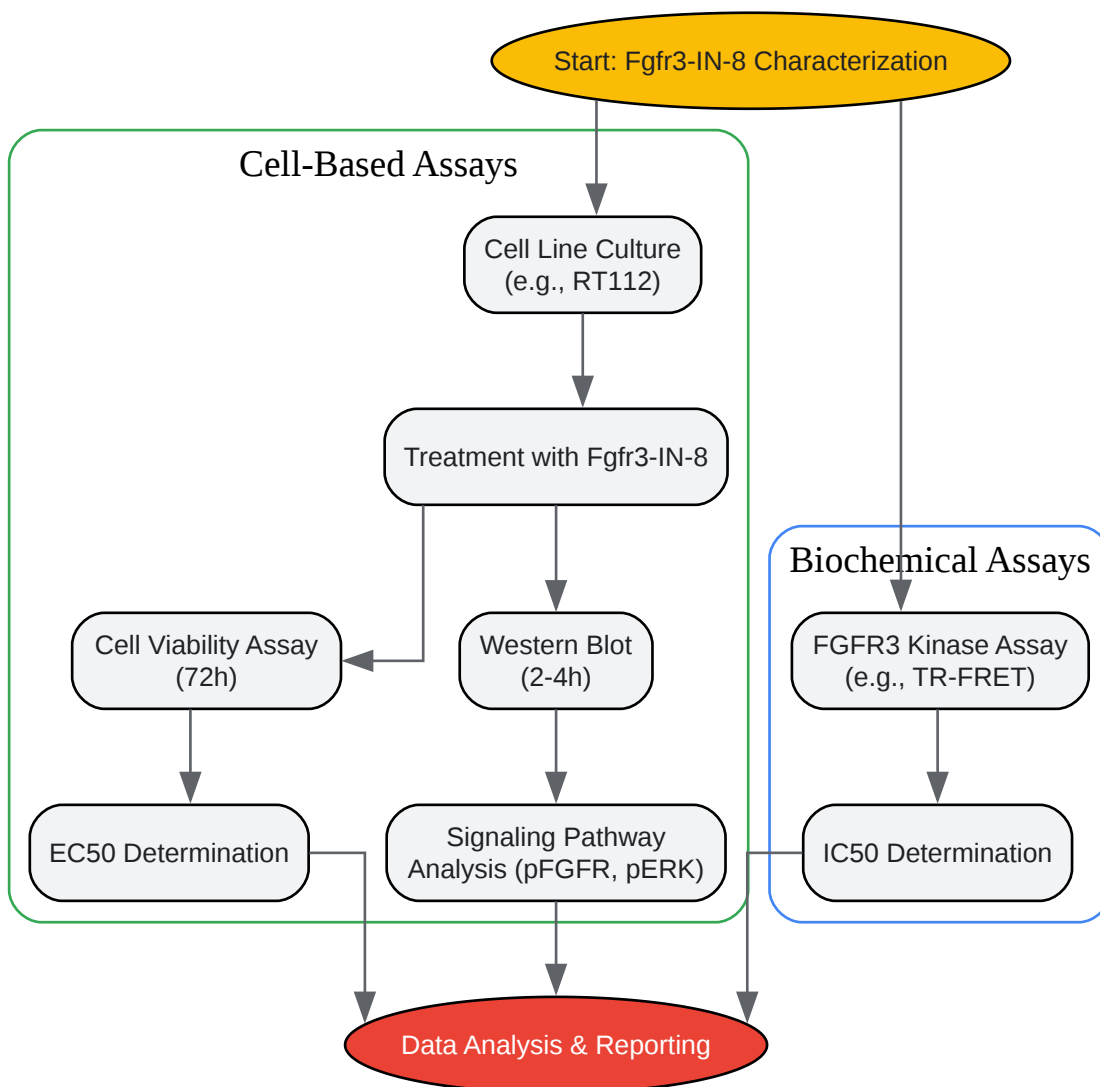 Start: Fgfr3-IN-8 Characterization
Cell-Based Assays
Cell Line Culture
(e.g., RT112)
Treatment with Fgfr3-IN-8
Biochemical Assays
Cell Viability Assay
(72h)
Western Blot
(2-4h)
FGFR3 Kinase Assay
(e.g., TR-FRET)
EC50 Determination
Signaling Pathway
Analysis (pFGFR, pERK)
IC50 Determination
Data Analysis & Reporting